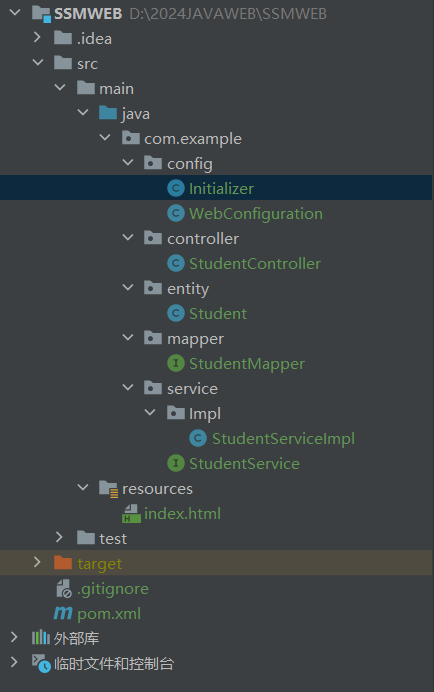 SSMWEB D:\2024JAVAWEB\SSMWEB
.idea
src
main
java
com.example
config
Initializer
WebConfiguration
controller
StudentController
entity
Student
mapper
StudentMapper
service
Impl
StudentServiceImpl
StudentService
resources
index.html
test
target
.gitignore
pom.xml
外部库
临时文件和控制台